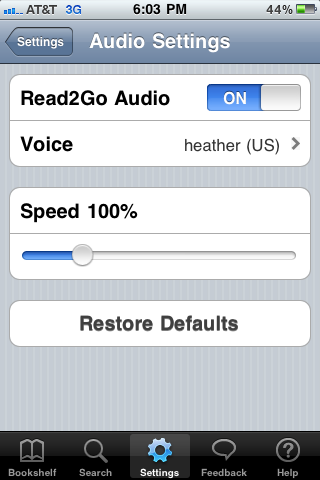 AT&T 3G 6:03 PM 44%
Settings Audio Settings
Read2Go Audio ON
Voice heather (US)
Speed 100%
Restore Defaults
Bookshelf Search Settings Feedback Help